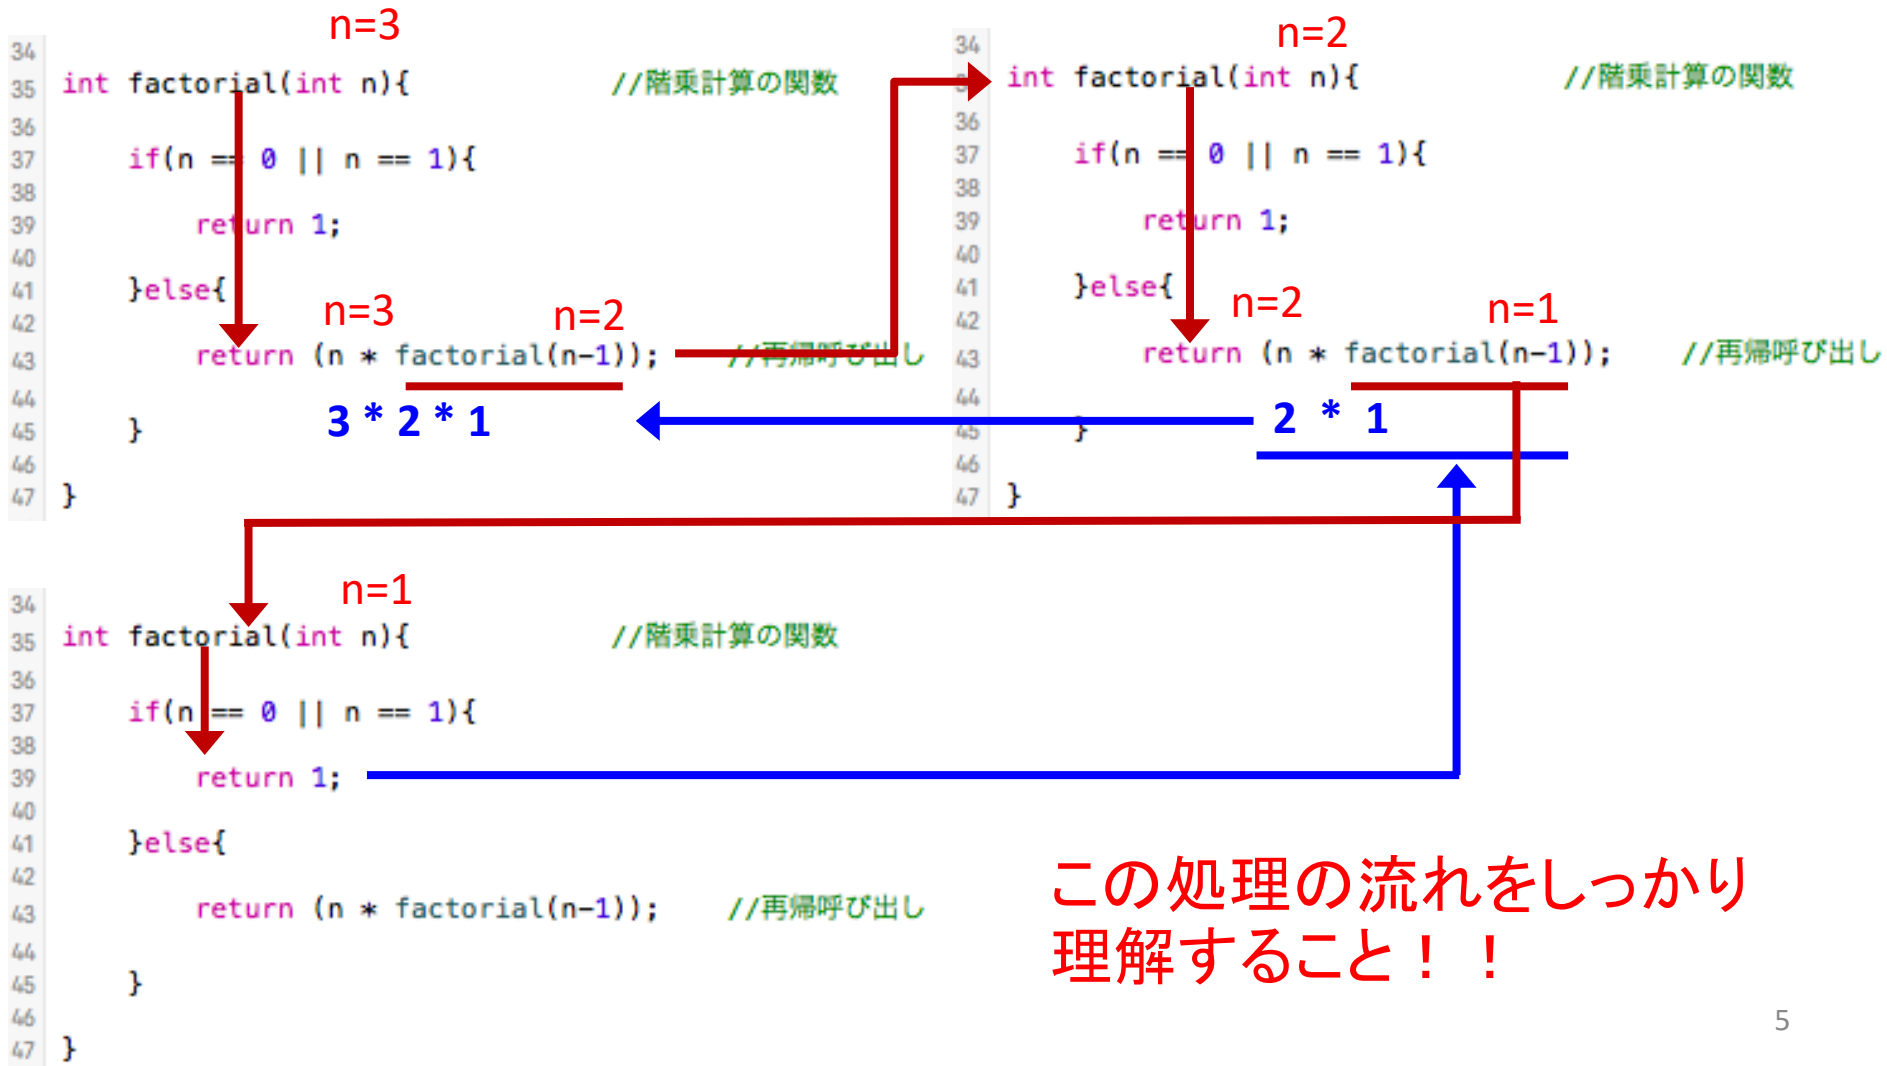 n=3
34
35 int factorial(int n){ //階乗計算の関数
36
37 if(n == 0 || n == 1){
38
39 return 1;
40
41 }else{
42
n=3 n=2
43 return (n * factorial(n-1)); //再帰呼び出し
44
3 * 2 * 1
45 }
46
47 }
n=2
34
int factorial(int n){ //階乗計算の関数
36
37 if(n == 0 || n == 1){
38
39 return 1;
40
41 }else{
42
n=2 n=1
43 return (n * factorial(n-1)); //再帰呼び出し
44
2 * 1
45 }
46
47 }
n=1
34
35 int factorial(int n){ //階乗計算の関数
36
37 if(n == 0 || n == 1){
38
39 return 1;
40
41 }else{
42
43 return (n * factorial(n-1)); //再帰呼び出し
44
45 }
46
47 }
この処理の流れをしっかり
理解すること！！
5